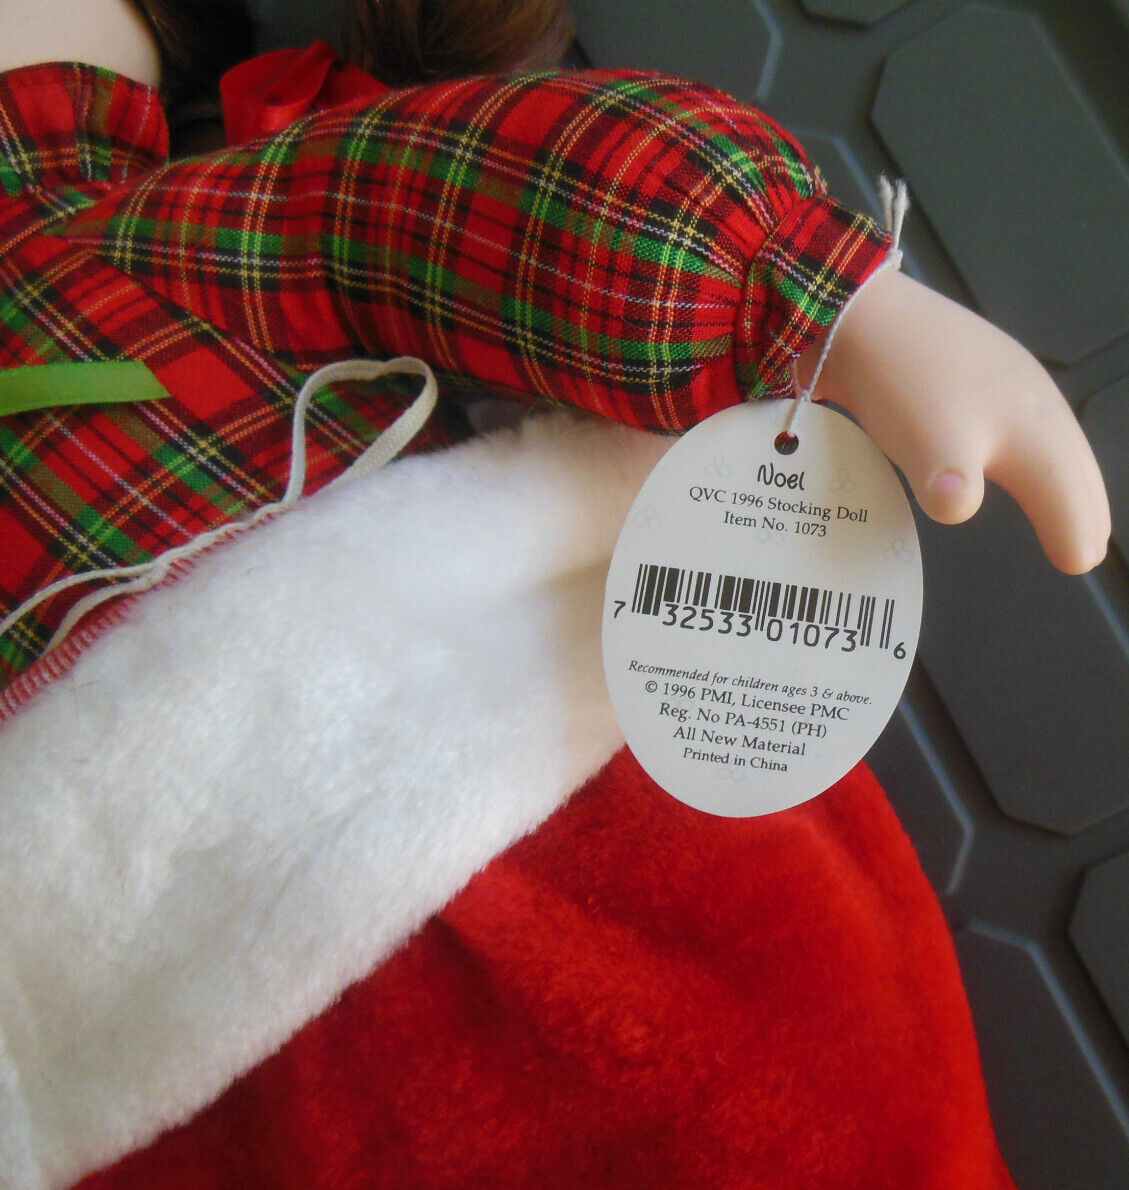 Noel
QVC 1996 Stocking Doll
Item No. 1073
7 32533 01073 6
Recommended for children ages 3 & above.
© 1996 PMI, Licensee PMC
Reg. No PA-4551 (PH)
All New Material
Printed in China